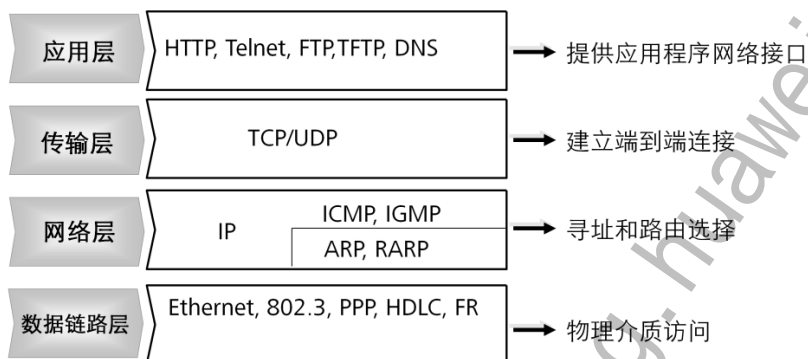 应用层
HTTP, Telnet, FTP,TFTP, DNS
提供应用程序网络接口
传输层
TCP/UDP
建立端到端连接
网络层
IP
ICMP, IGMP
ARP, RARP
寻址和路由选择
数据链路层
Ethernet, 802.3, PPP, HDLC, FR
物理介质访问
g.huawei